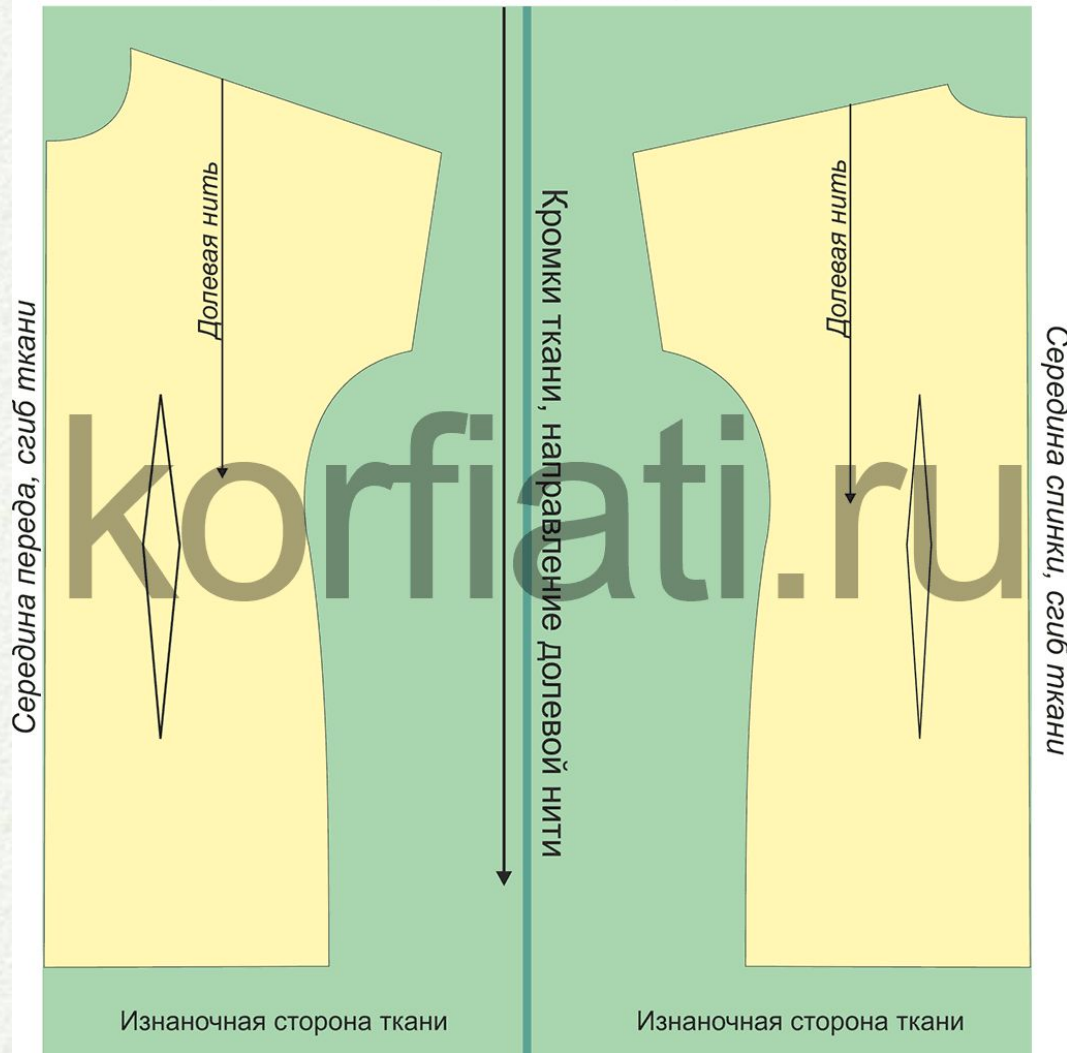 Середина переда, сгиб ткани
Долевая нить
Кромки ткани, направление долевой нити
Долевая нить
Середина спинки, сгиб ткани
korfiati.ru
Изнаночная сторона ткани
Изнаночная сторона ткани